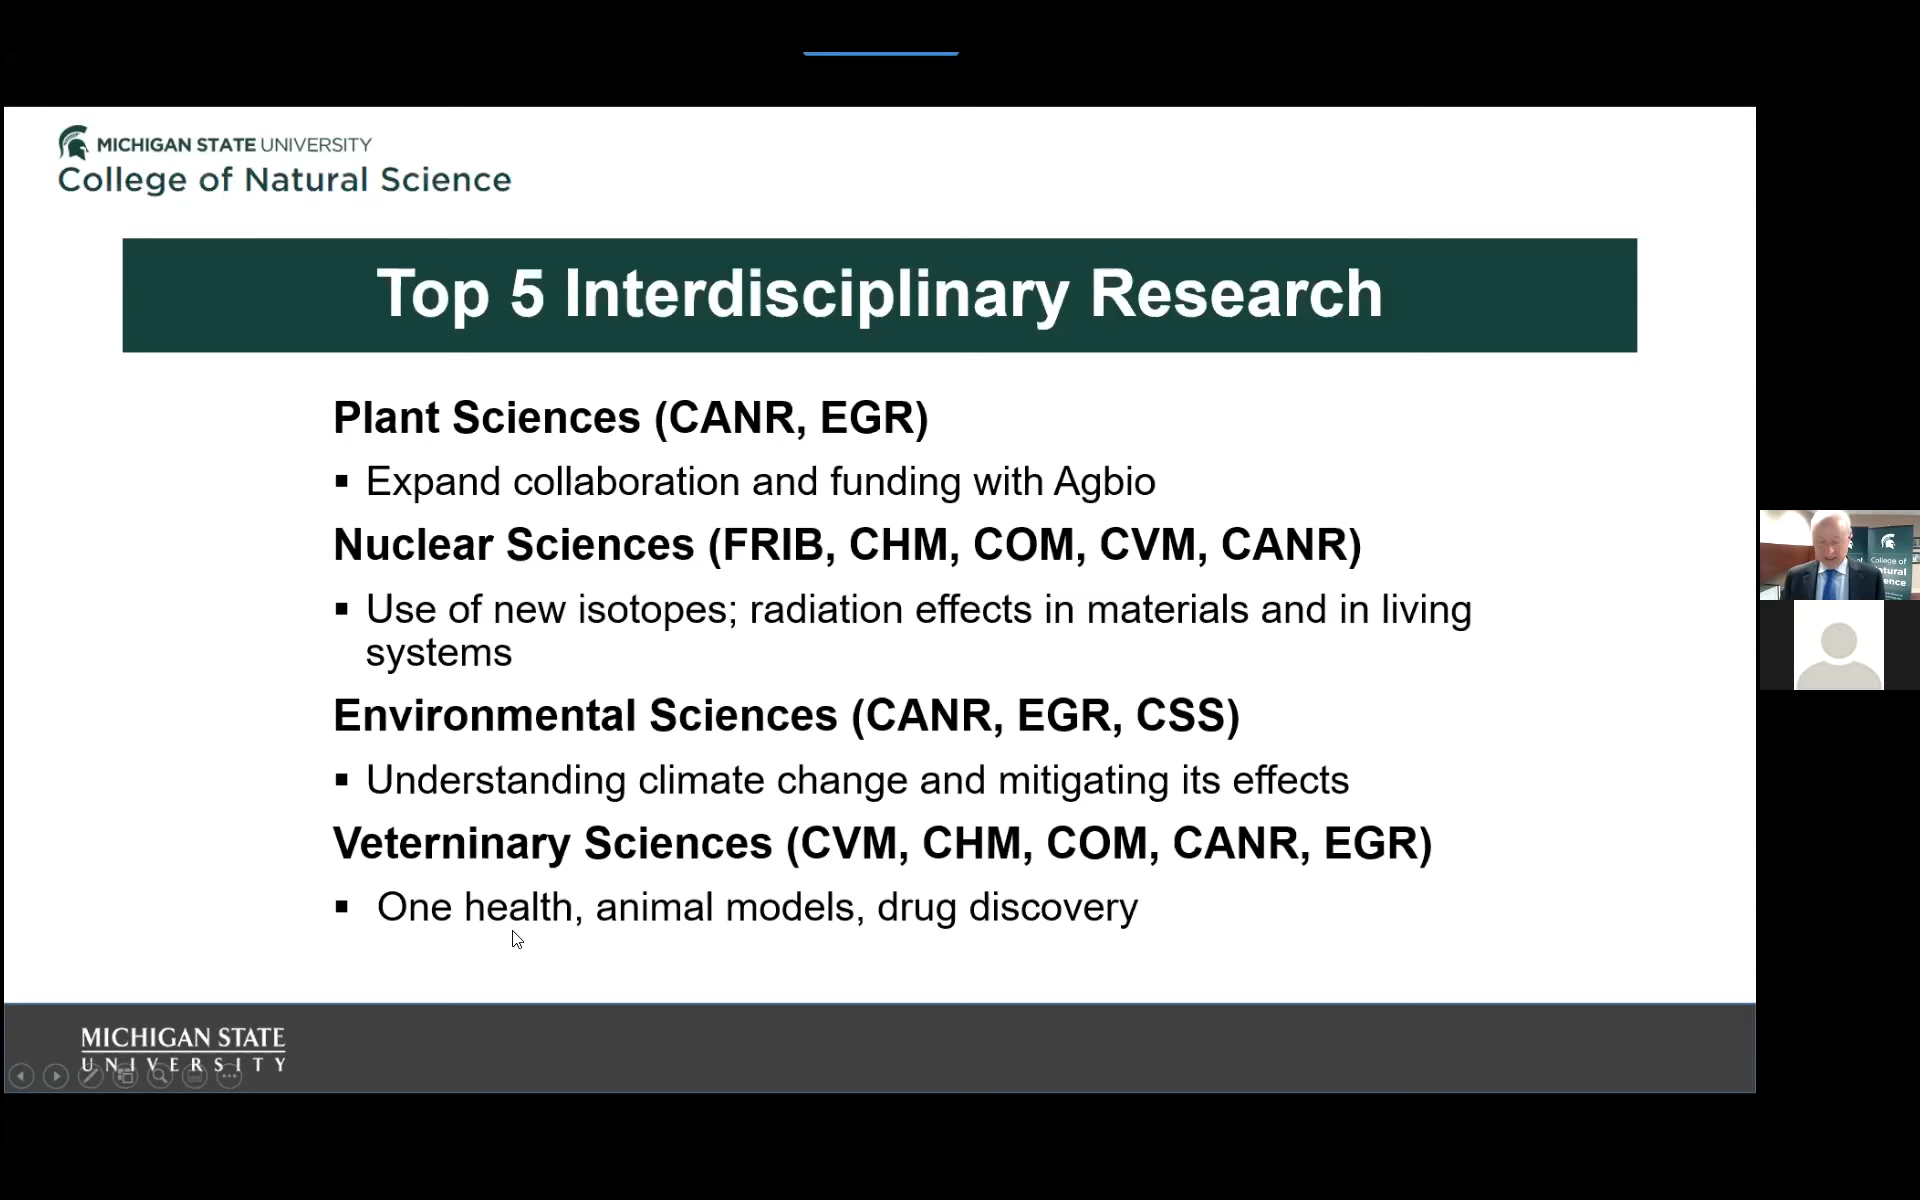 MICHIGAN STATE UNIVERSITY
College of Natural Science
Top 5 Interdisciplinary Research
Plant Sciences (CANR, EGR)
▪ Expand collaboration and funding with Agbio
Nuclear Sciences (FRIB, CHM, COM, CVM, CANR)
▪ Use of new isotopes; radiation effects in materials and in living
systems
Environmental Sciences (CANR, EGR, CSS)
▪ Understanding climate change and mitigating its effects
Veterninary Sciences (CVM, CHM, COM, CANR, EGR)
▪ One health, animal models, drug discovery
MICHIGAN STATE
UNIVERSITY
College of